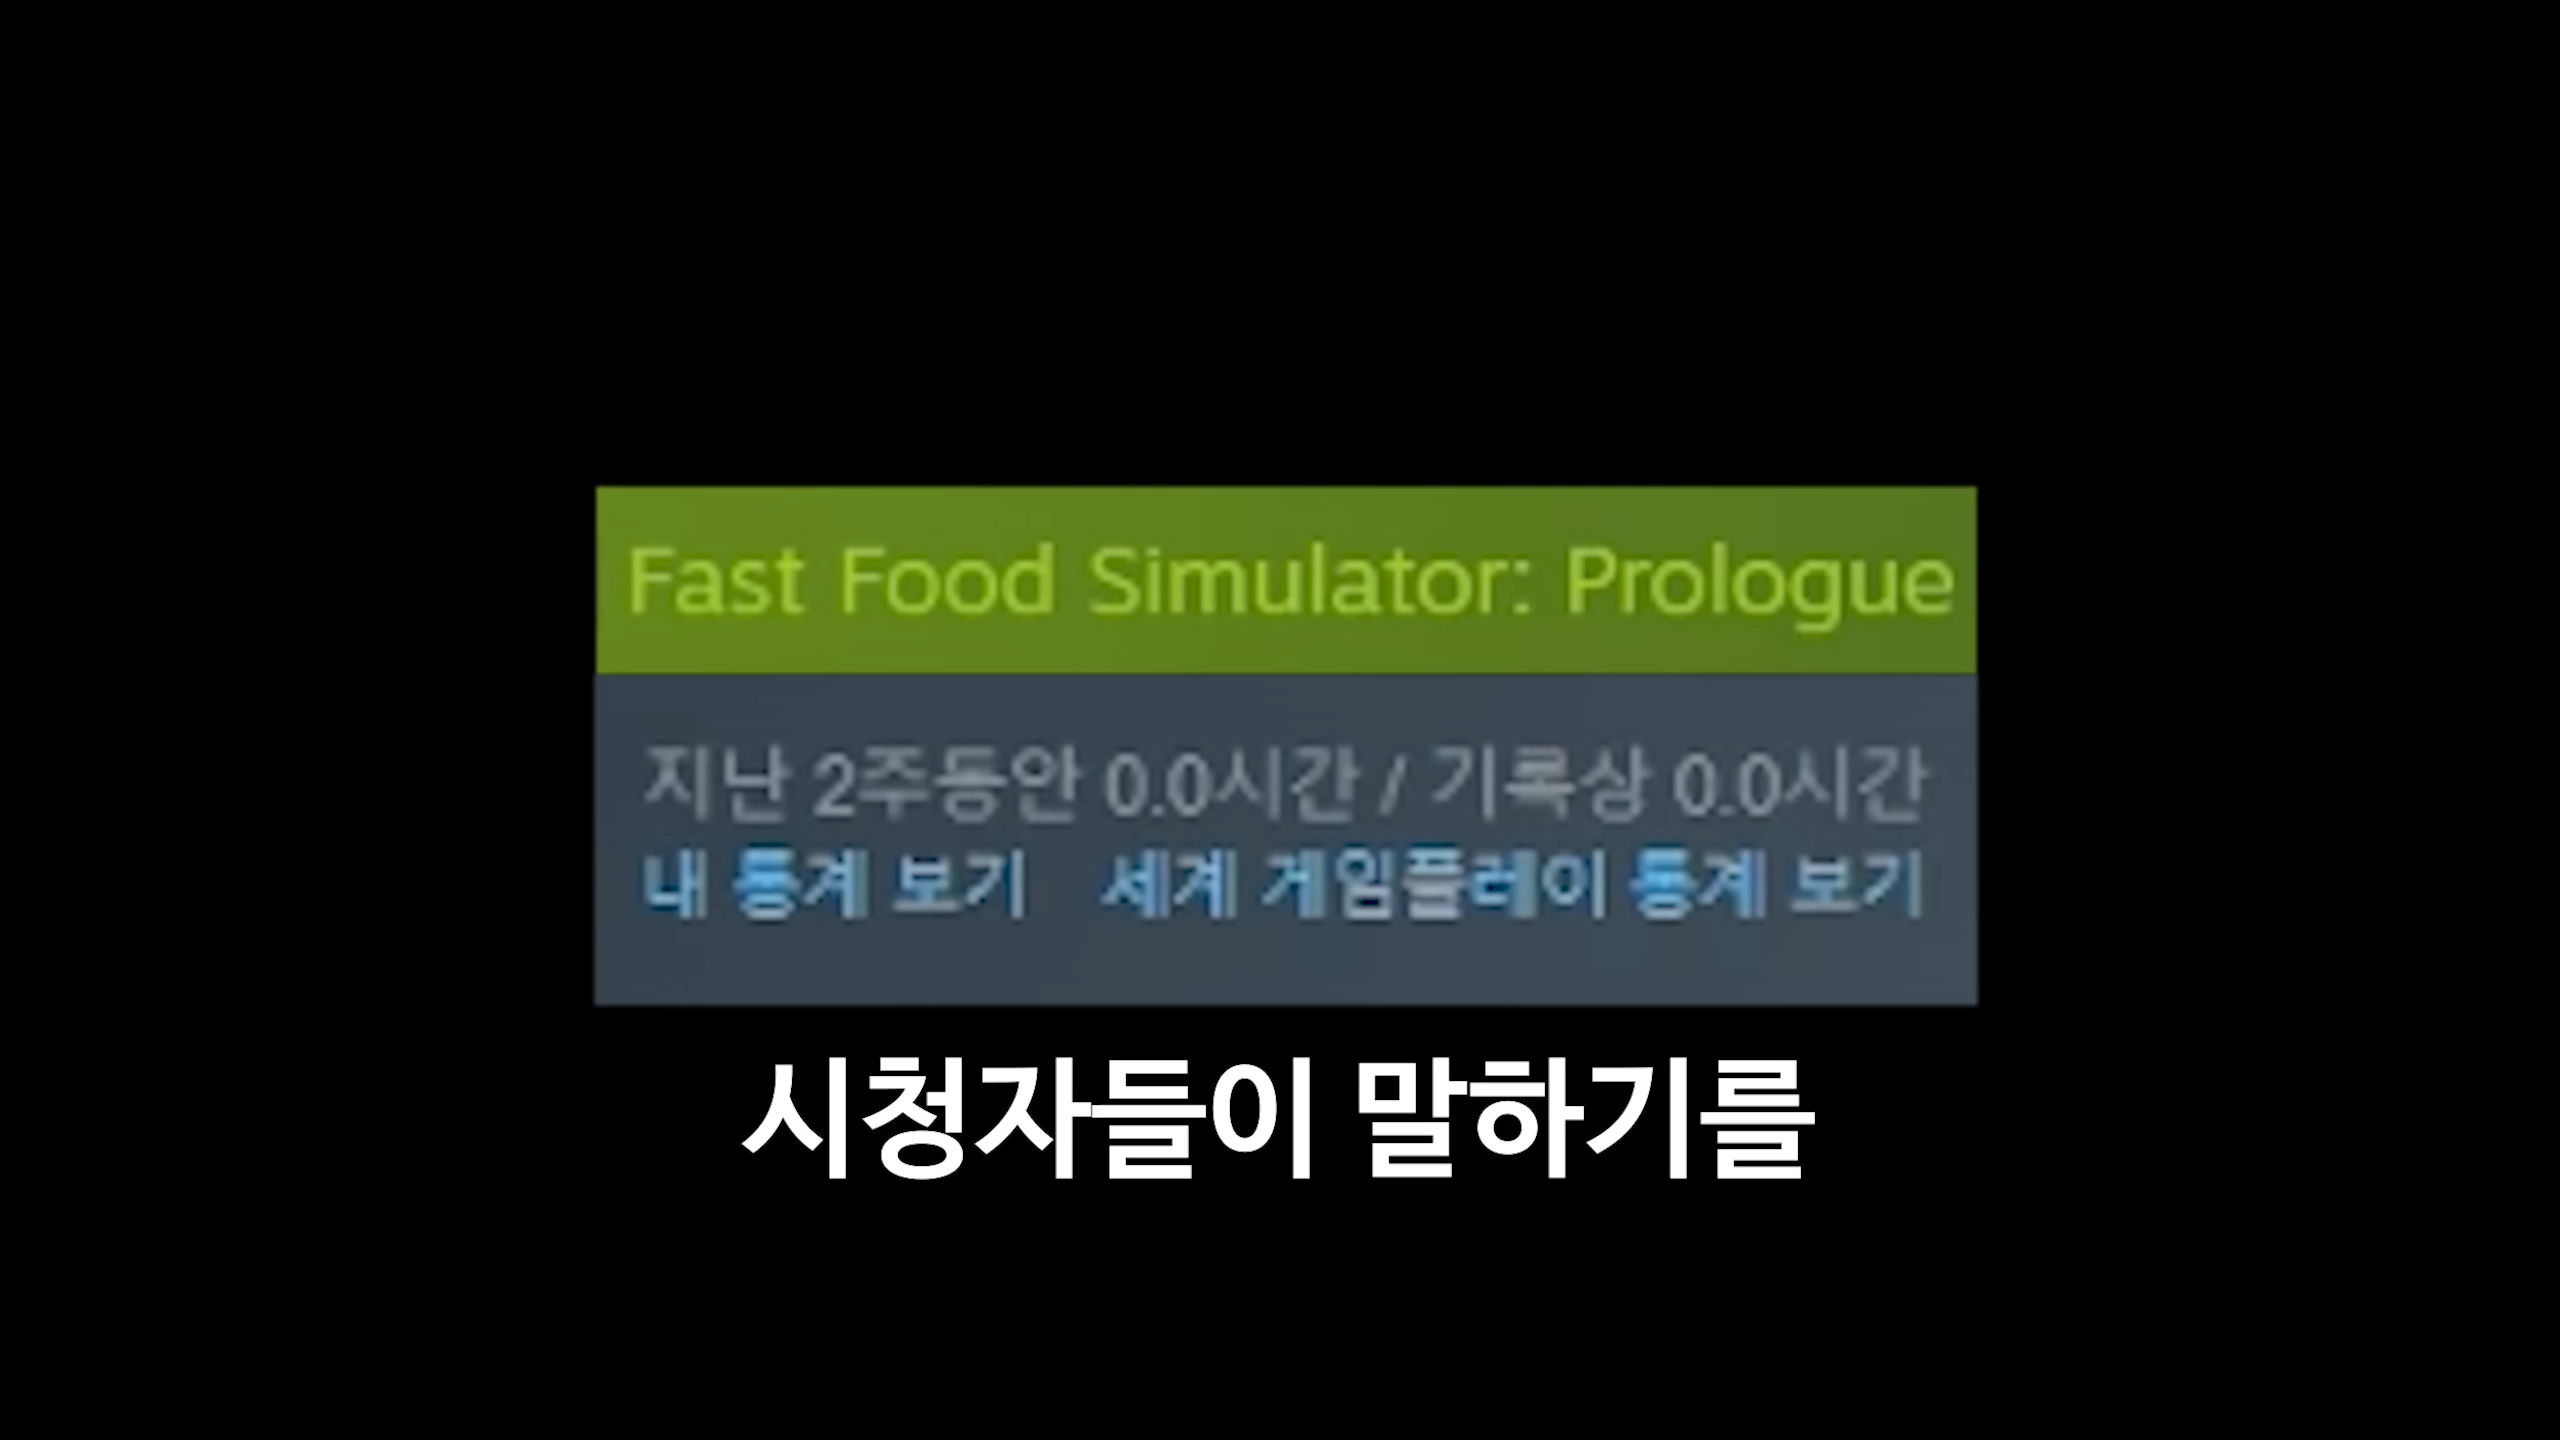 Fast Food Simulator: Prologue
지난 2주동안 0.0시간 / 기록상 0.0시간
내 통계 보기 세계 게임플레이 통계 보기
시청자들이 말하기를